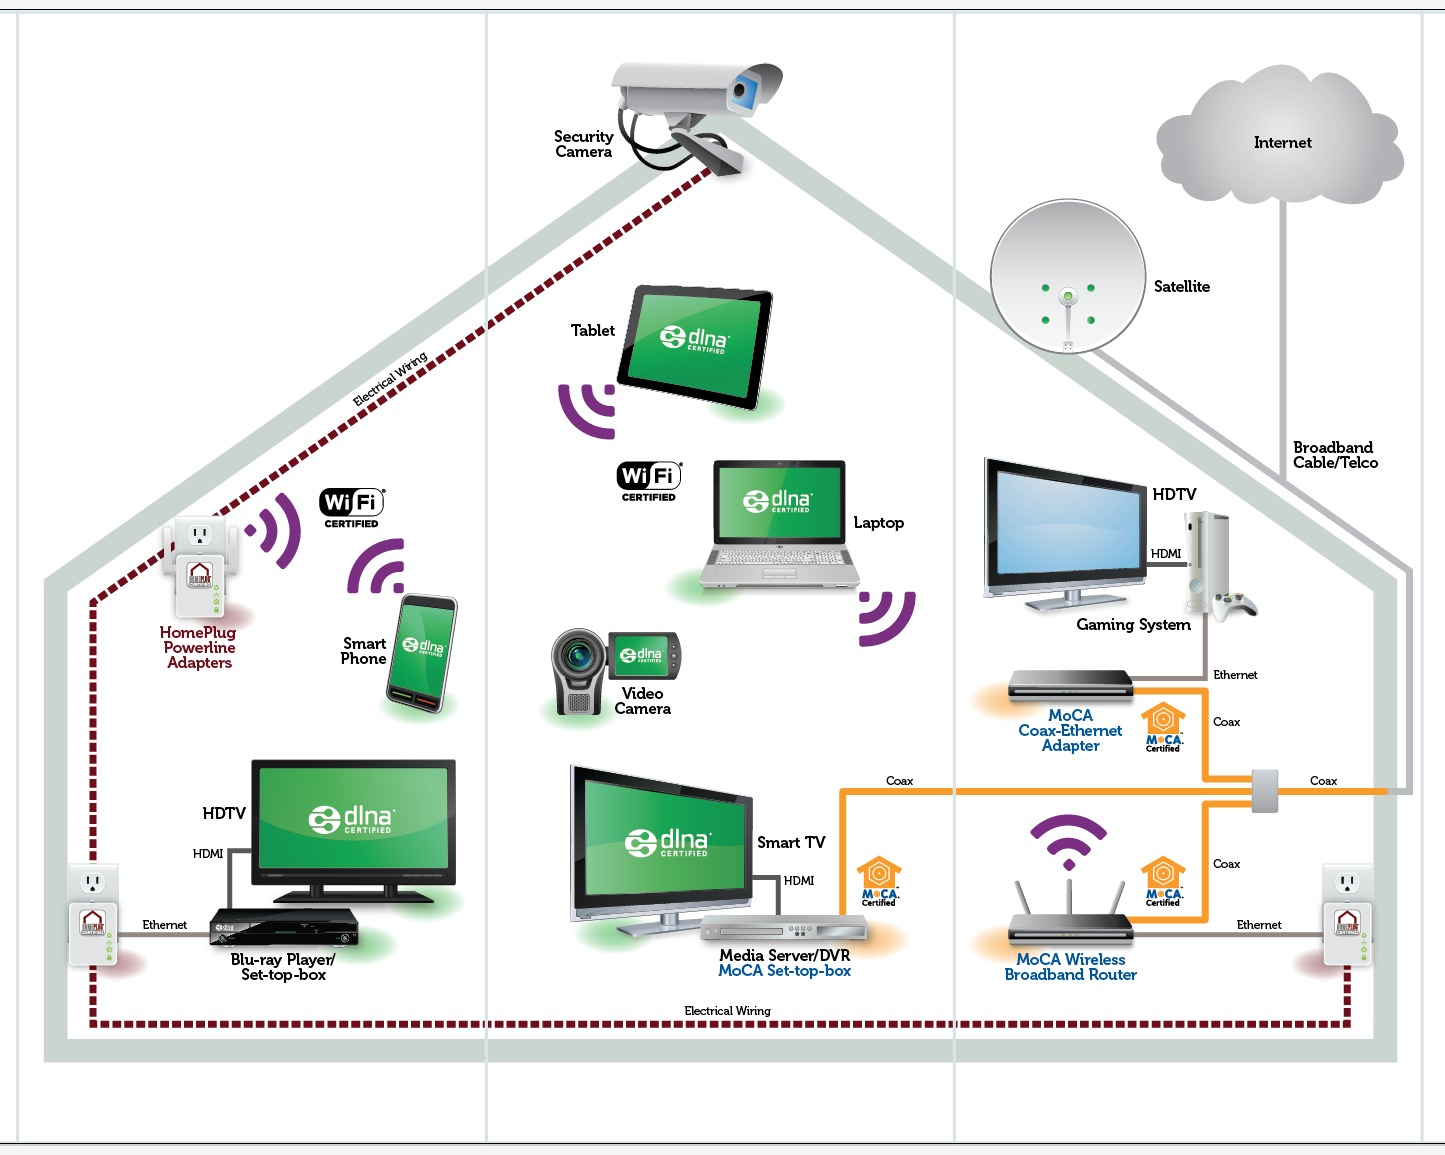 Security
Camera
Internet
Satellite
Tablet
dlna
CERTIFIED
Electrical Wiring
Broadband
Cable/Telco
Wi Fi
CERTIFIED
Wi Fi
CERTIFIED
dlna
CERTIFIED
Laptop
HDTV
HDMI
Gaming System
HomePlug
Powerline
Adapters
Smart
Phone
dlna
CERTIFIED
dlna
CERTIFIED
Video
Camera
Ethernet
MoCA
Coax-Ethernet
Adapter
MoCA
Certified
Coax
HDTV
HDMI
dlna
CERTIFIED
dlna
CERTIFIED
Smart TV
HDMI
Coax
Coax
MoCA
Certified
MoCA
Certified
Coax
Ethernet
dlna
Blu-ray Player/
Set-top-box
Media Server/DVR
MoCA Set-top-box
MoCA Wireless
Broadband Router
Ethernet
Electrical Wiring